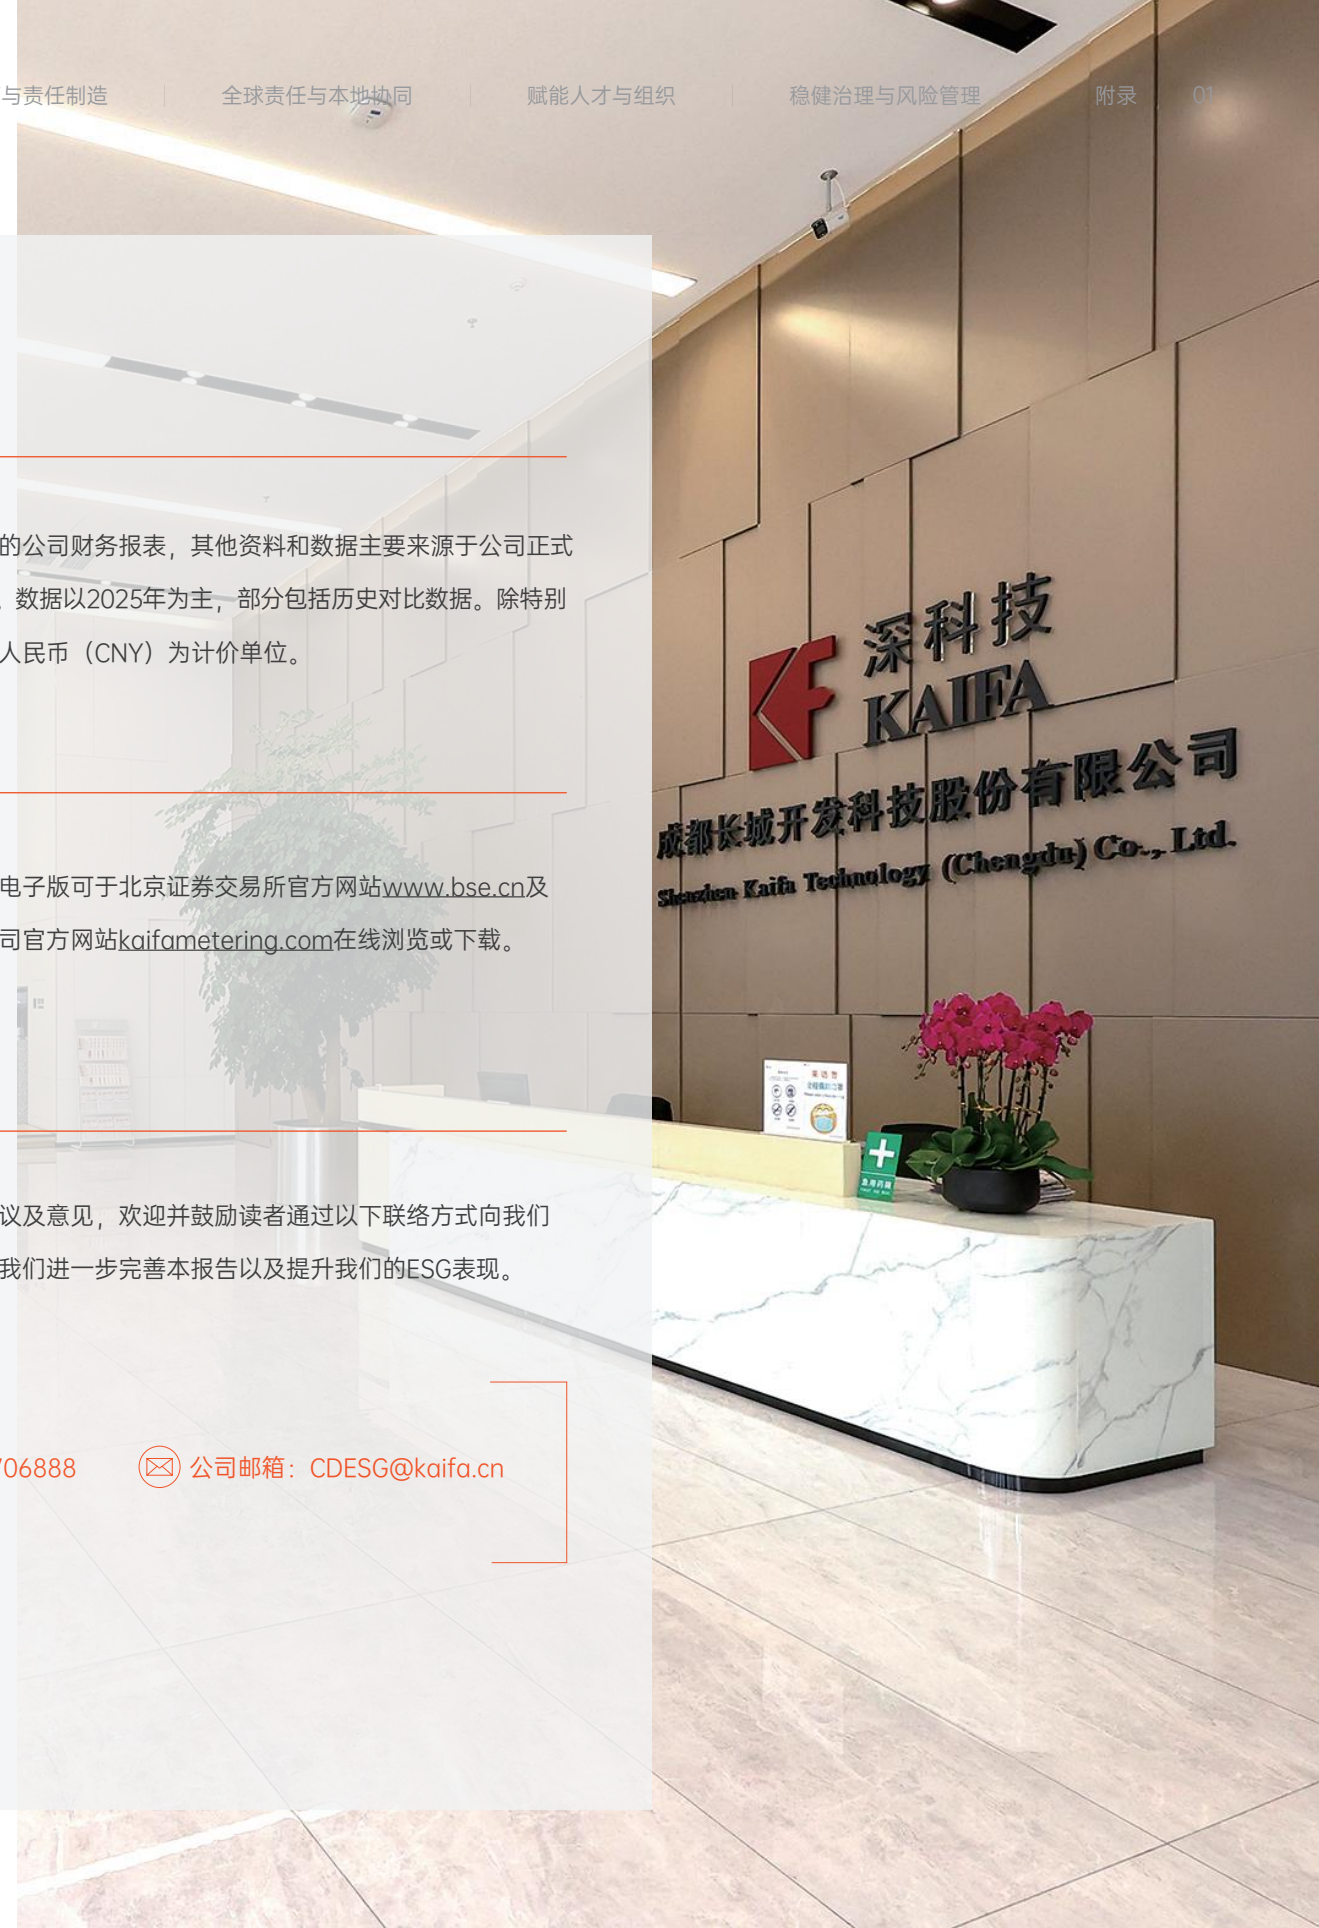 与责任制造 全球责任与本地协同 赋能人才与组织 稳健治理与风险管理 附录 01
的公司财务报表，其他资料和数据主要来源于公司正式
数据以2025年为主，部分包括历史对比数据。除特别
人民币（CNY）为计价单位。
深科技
KAIFA
成都长城开发科技股份有限公司
Shenzhen Kaifa Technology (Chengdu) Co., Ltd.
电子版可于北京证券交易所官方网站www.bse.cn及
司官方网站kaifametering.com在线浏览或下载。
来访者
急用药箱
议及意见，欢迎并鼓励读者通过以下联络方式向我们
我们进一步完善本报告以及提升我们的ESG表现。
06888 公司邮箱：CDESG@kaifa.cn